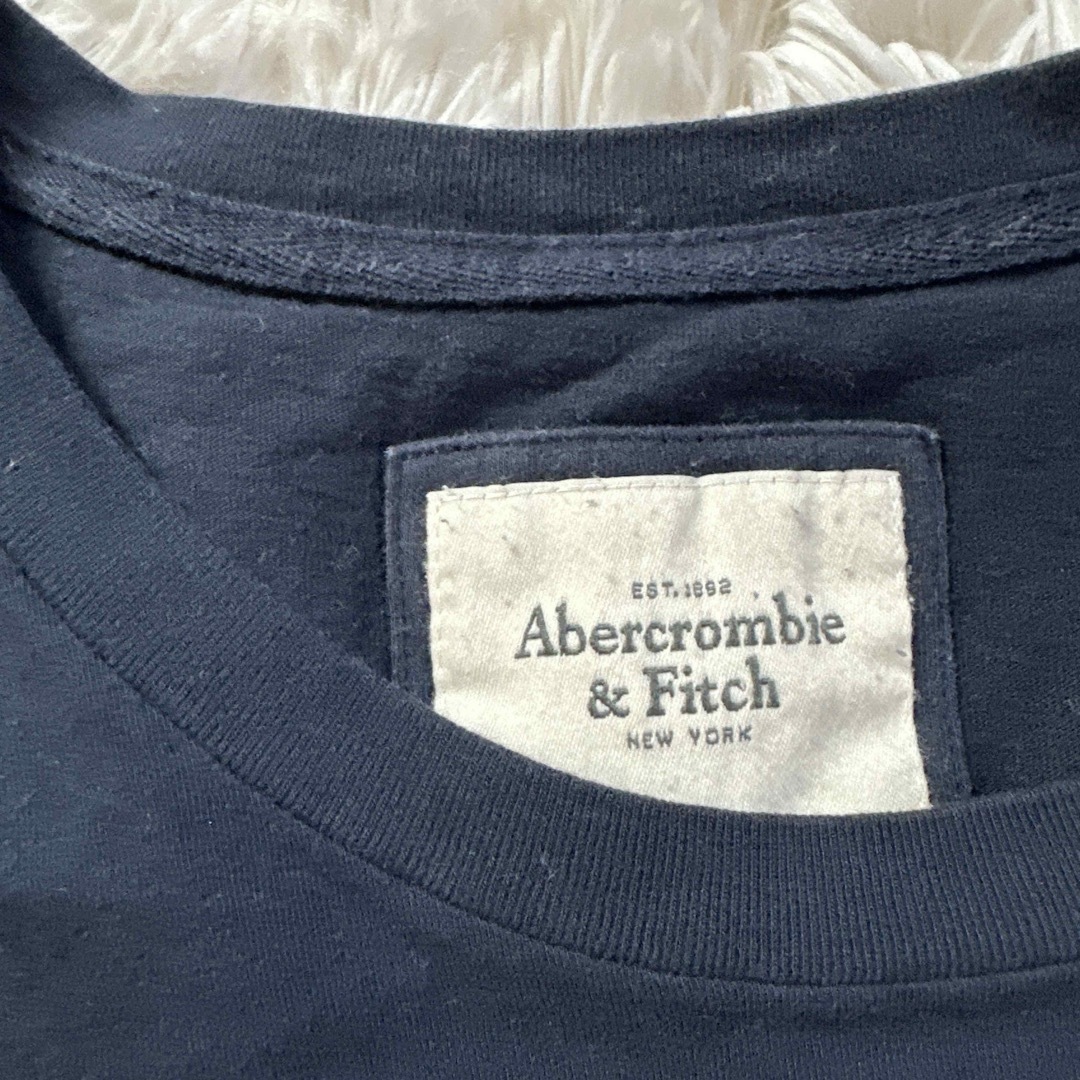 EST. 1892
Abercrombie
& Fitch
NEW YORK